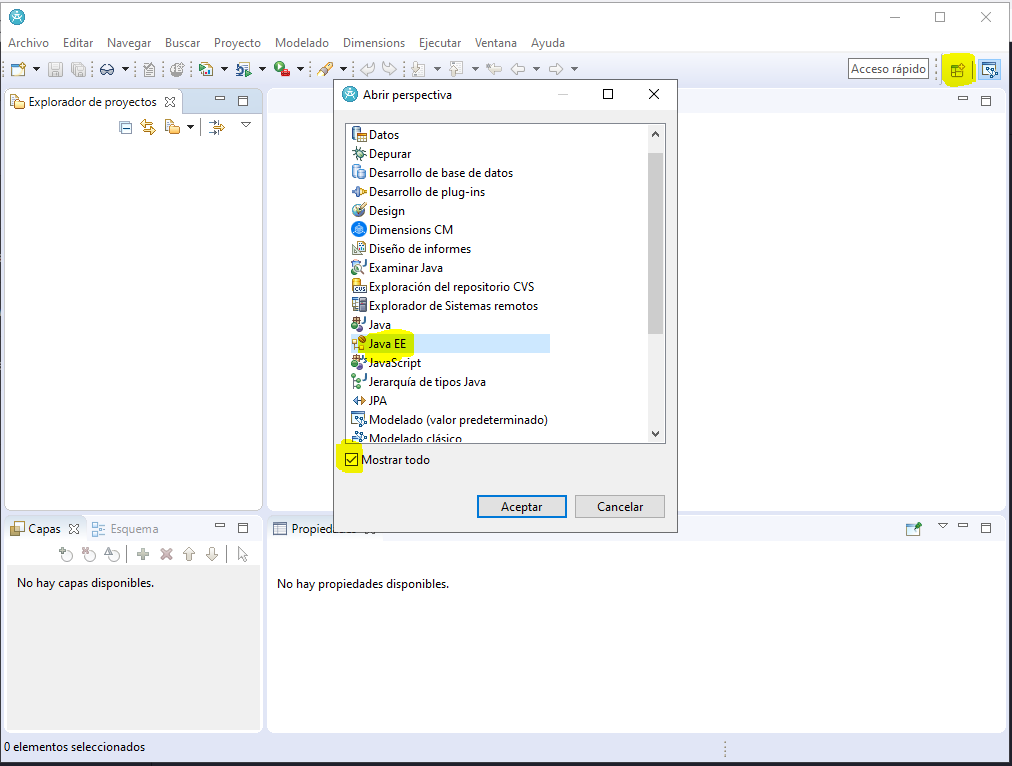 Archivo Editar Navegar Buscar Proyecto Modelado Dimensions Ejecutar Ventana Ayuda
Acceso rápido
Explorador de proyectos
Abrir perspectiva
Datos
Depurar
Desarrollo de base de datos
Desarrollo de plug-ins
Design
Dimensions CM
Diseño de informes
Examinar Java
Exploración del repositorio CVS
Explorador de Sistemas remotos
Java
Java EE
JavaScript
Jerarquía de tipos Java
JPA
Modelado (valor predeterminado)
Modelado clásico
Mostrar todo
Aceptar Cancelar
Capas Esquema
No hay capas disponibles.
No hay propiedades disponibles.
0 elementos seleccionados